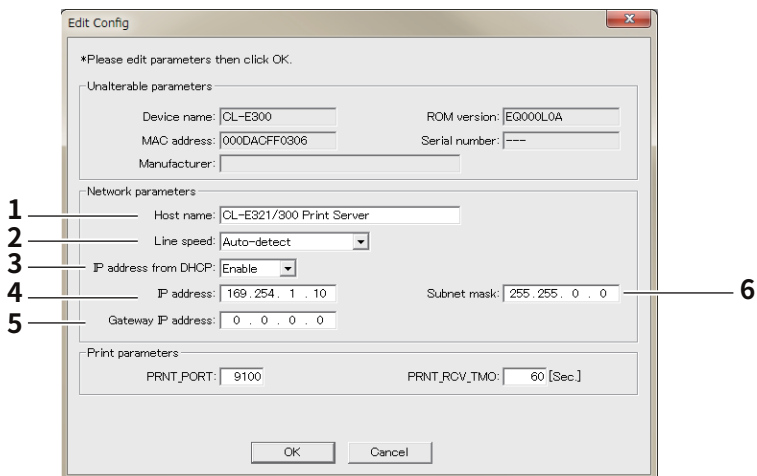 Edit Config
*Please edit parameters then click OK.
Unalterable parameters
Device name: CL-E300
ROM version: EQ000L0A
MAC address: 000DACFF0306
Serial number: ---
Manufacturer:
Network parameters
1
Host name: CL-E321/300 Print Server
2
Line speed: Auto-detect
3
IP address from DHCP: Enable
4
IP address: 169.254. 1 . 10
Subnet mask: 255.255. 0 . 0
6
5
Gateway IP address: 0 . 0 . 0 . 0
Print parameters
PRNT_PORT: 9100
PRNT_RCV_TMO: 60 [Sec.]
OK
Cancel